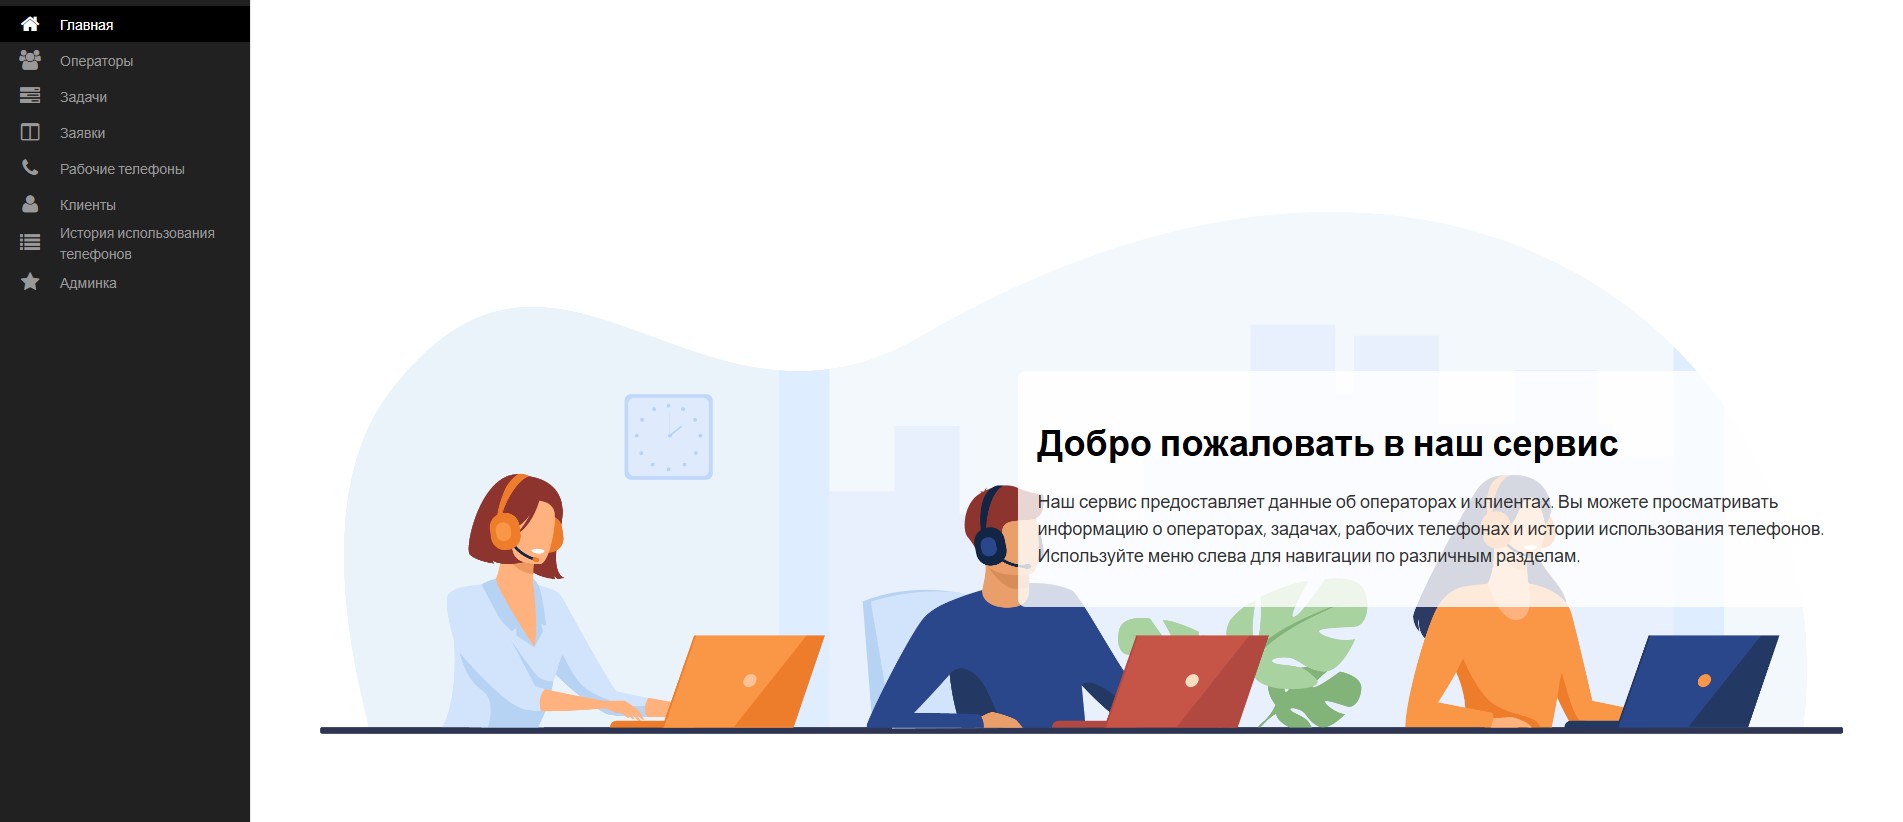 Главная
Операторы
Задачи
Заявки
Рабочие телефоны
Клиенты
История использования
телефонов
Админка
Добро пожаловать в наш сервис
Наш сервис предоставляет данные об операторах и клиентах. Вы можете просматривать
информацию о операторах, задачах, рабочих телефонах и истории использования телефонов.
Используйте меню слева для навигации по различным разделам.